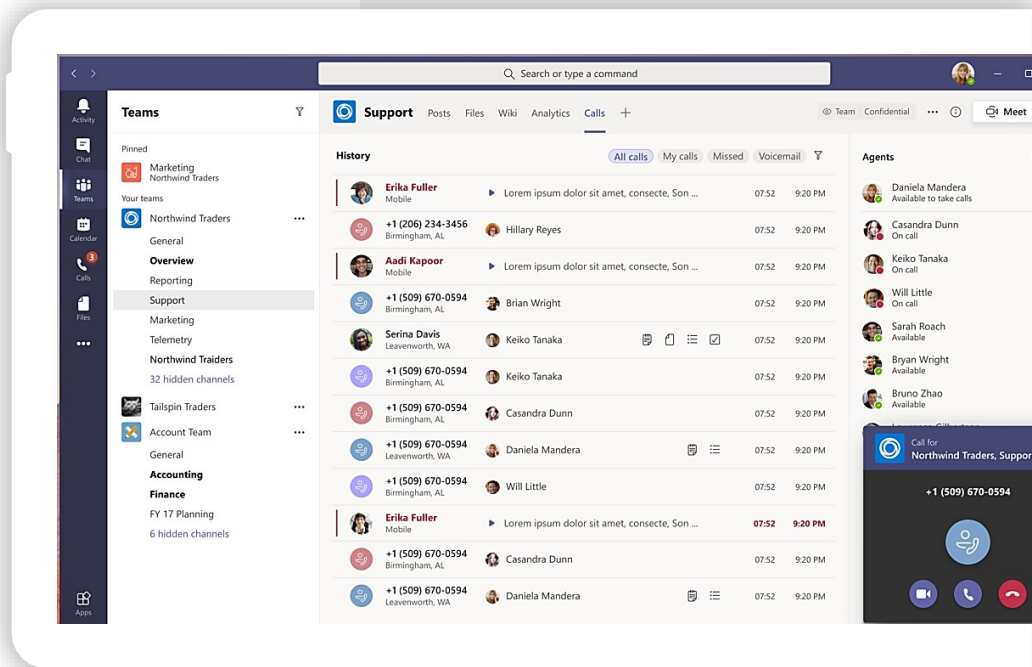 Search or type a command
Activity
Chat
Teams
Calendar
3
Calls
Files
Apps
Teams
Pinned
Marketing
Northwind Traders
Your teams
Northwind Traders
General
Overview
Reporting
Support
Marketing
Telemetry
Northwind Traiders
32 hidden channels
Tailspin Traders
Account Team
General
Accounting
Finance
FY 17 Planning
6 hidden channels
Support Posts Files Wiki Analytics Calls
Team Confidential Meet
History All calls My calls Missed Voicemail
Erika Fuller
Mobile
Lorem ipsum dolor sit amet, consecte, Son ... 07:52 9:20 PM
+1 (206) 234-3456
Birmingham, AL
Hillary Reyes 07:52 9:20 PM
Aadi Kapoor
Mobile
Lorem ipsum dolor sit amet, consecte, Son ... 07:52 9:20 PM
+1 (509) 670-0594
Birmingham, AL
Brian Wright 07:52 9:20 PM
Serina Davis
Leavenworth, WA
Keiko Tanaka 07:52 9:20 PM
+1 (509) 670-0594
Birmingham, AL
Keiko Tanaka 07:52 9:20 PM
+1 (509) 670-0594
Birmingham, AL
Casandra Dunn 07:52 9:20 PM
+1 (509) 670-0594
Leavenworth, WA
Daniela Mandera 07:52 9:20 PM
+1 (509) 670-0594
Birmingham, AL
Will Little 07:52 9:20 PM
Erika Fuller
Mobile
Lorem ipsum dolor sit amet, consecte, Son ... 07:52 9:20 PM
+1 (509) 670-0594
Birmingham, AL
Casandra Dunn 07:52 9:20 PM
+1 (509) 670-0594
Leavenworth, WA
Daniela Mandera 07:52 9:20 PM
Agents
Daniela Mandera
Available to take calls
Casandra Dunn
On call
Keiko Tanaka
On call
Will Little
On call
Sarah Roach
Available
Bryan Wright
Available
Bruno Zhao
Available
Call for
Northwind Traders, Suppor
+1 (509) 670-0594